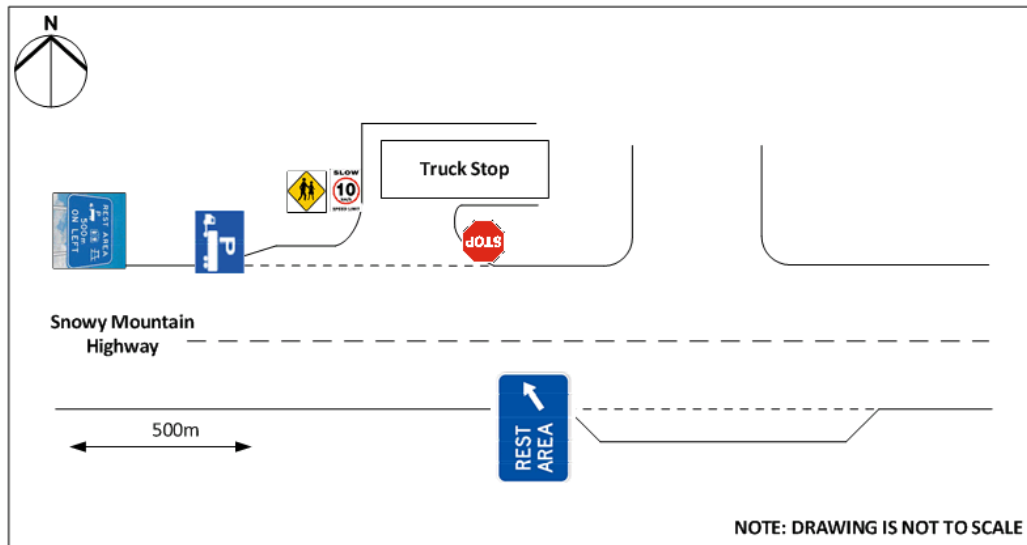 N
SLOW
10
km/h
SPEED LIMIT
Truck Stop
REST AREA
P
500m
ON LEFT
P
STOP
Snowy Mountain
Highway
500m
REST
AREA
NOTE: DRAWING IS NOT TO SCALE